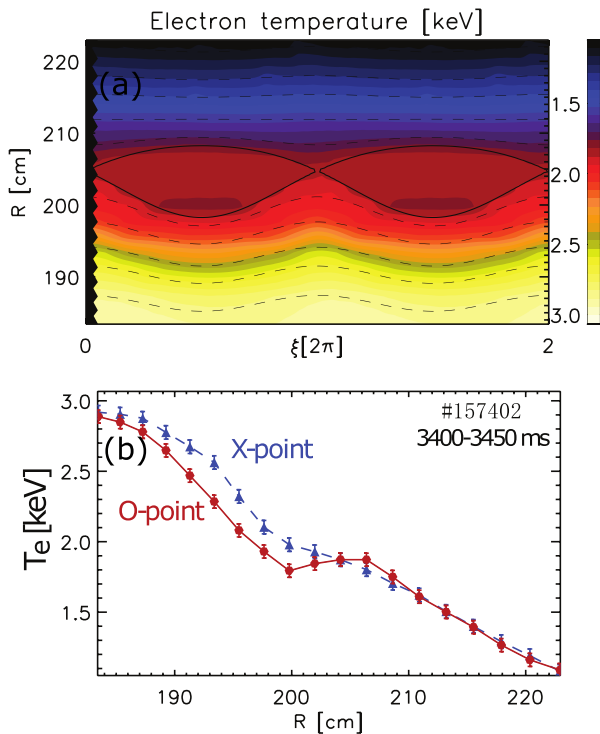 Electron temperature [keV]
(a)
220
210
200
190
R [cm]
0
ξ[2π]
2
1.5
2.0
2.5
3.0
(b)
#157402
3400-3450 ms
X-point
O-point
3.0
2.5
2.0
1.5
Te [keV]
190
200
210
220
R [cm]